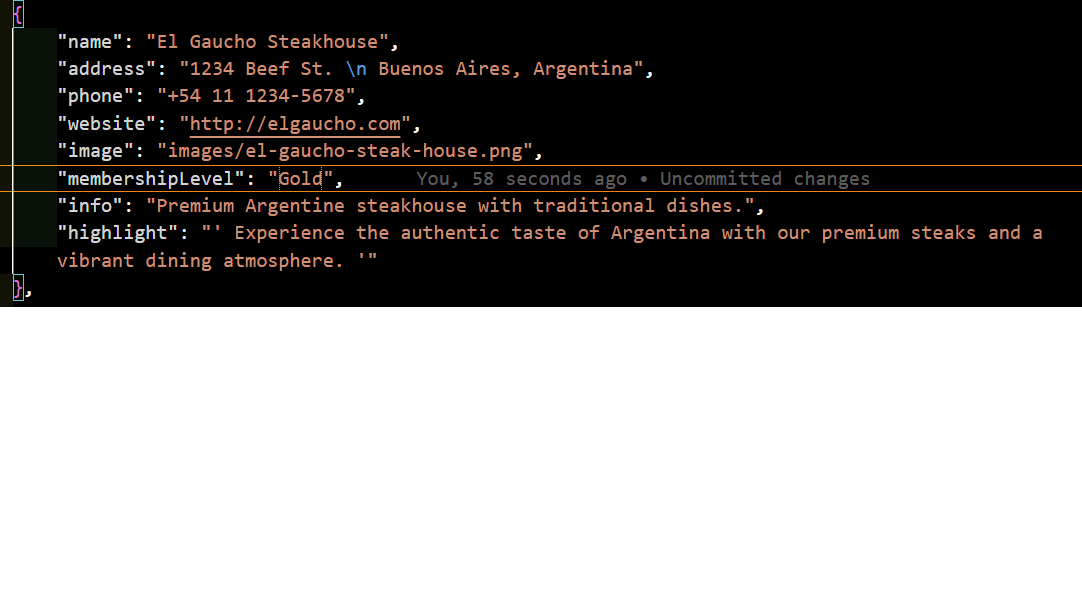 {
"name": "El Gaucho Steakhouse",
"address": "1234 Beef St. \n Buenos Aires, Argentina",
"phone": "+54 11 1234-5678",
"website": "http://elgaucho.com",
"image": "images/el-gaucho-steak-house.png",
"membershipLevel": "Gold", You, 58 seconds ago • Uncommitted changes
"info": "Premium Argentine steakhouse with traditional dishes.",
"highlight": "' Experience the authentic taste of Argentina with our premium steaks and a
vibrant dining atmosphere. '"
},